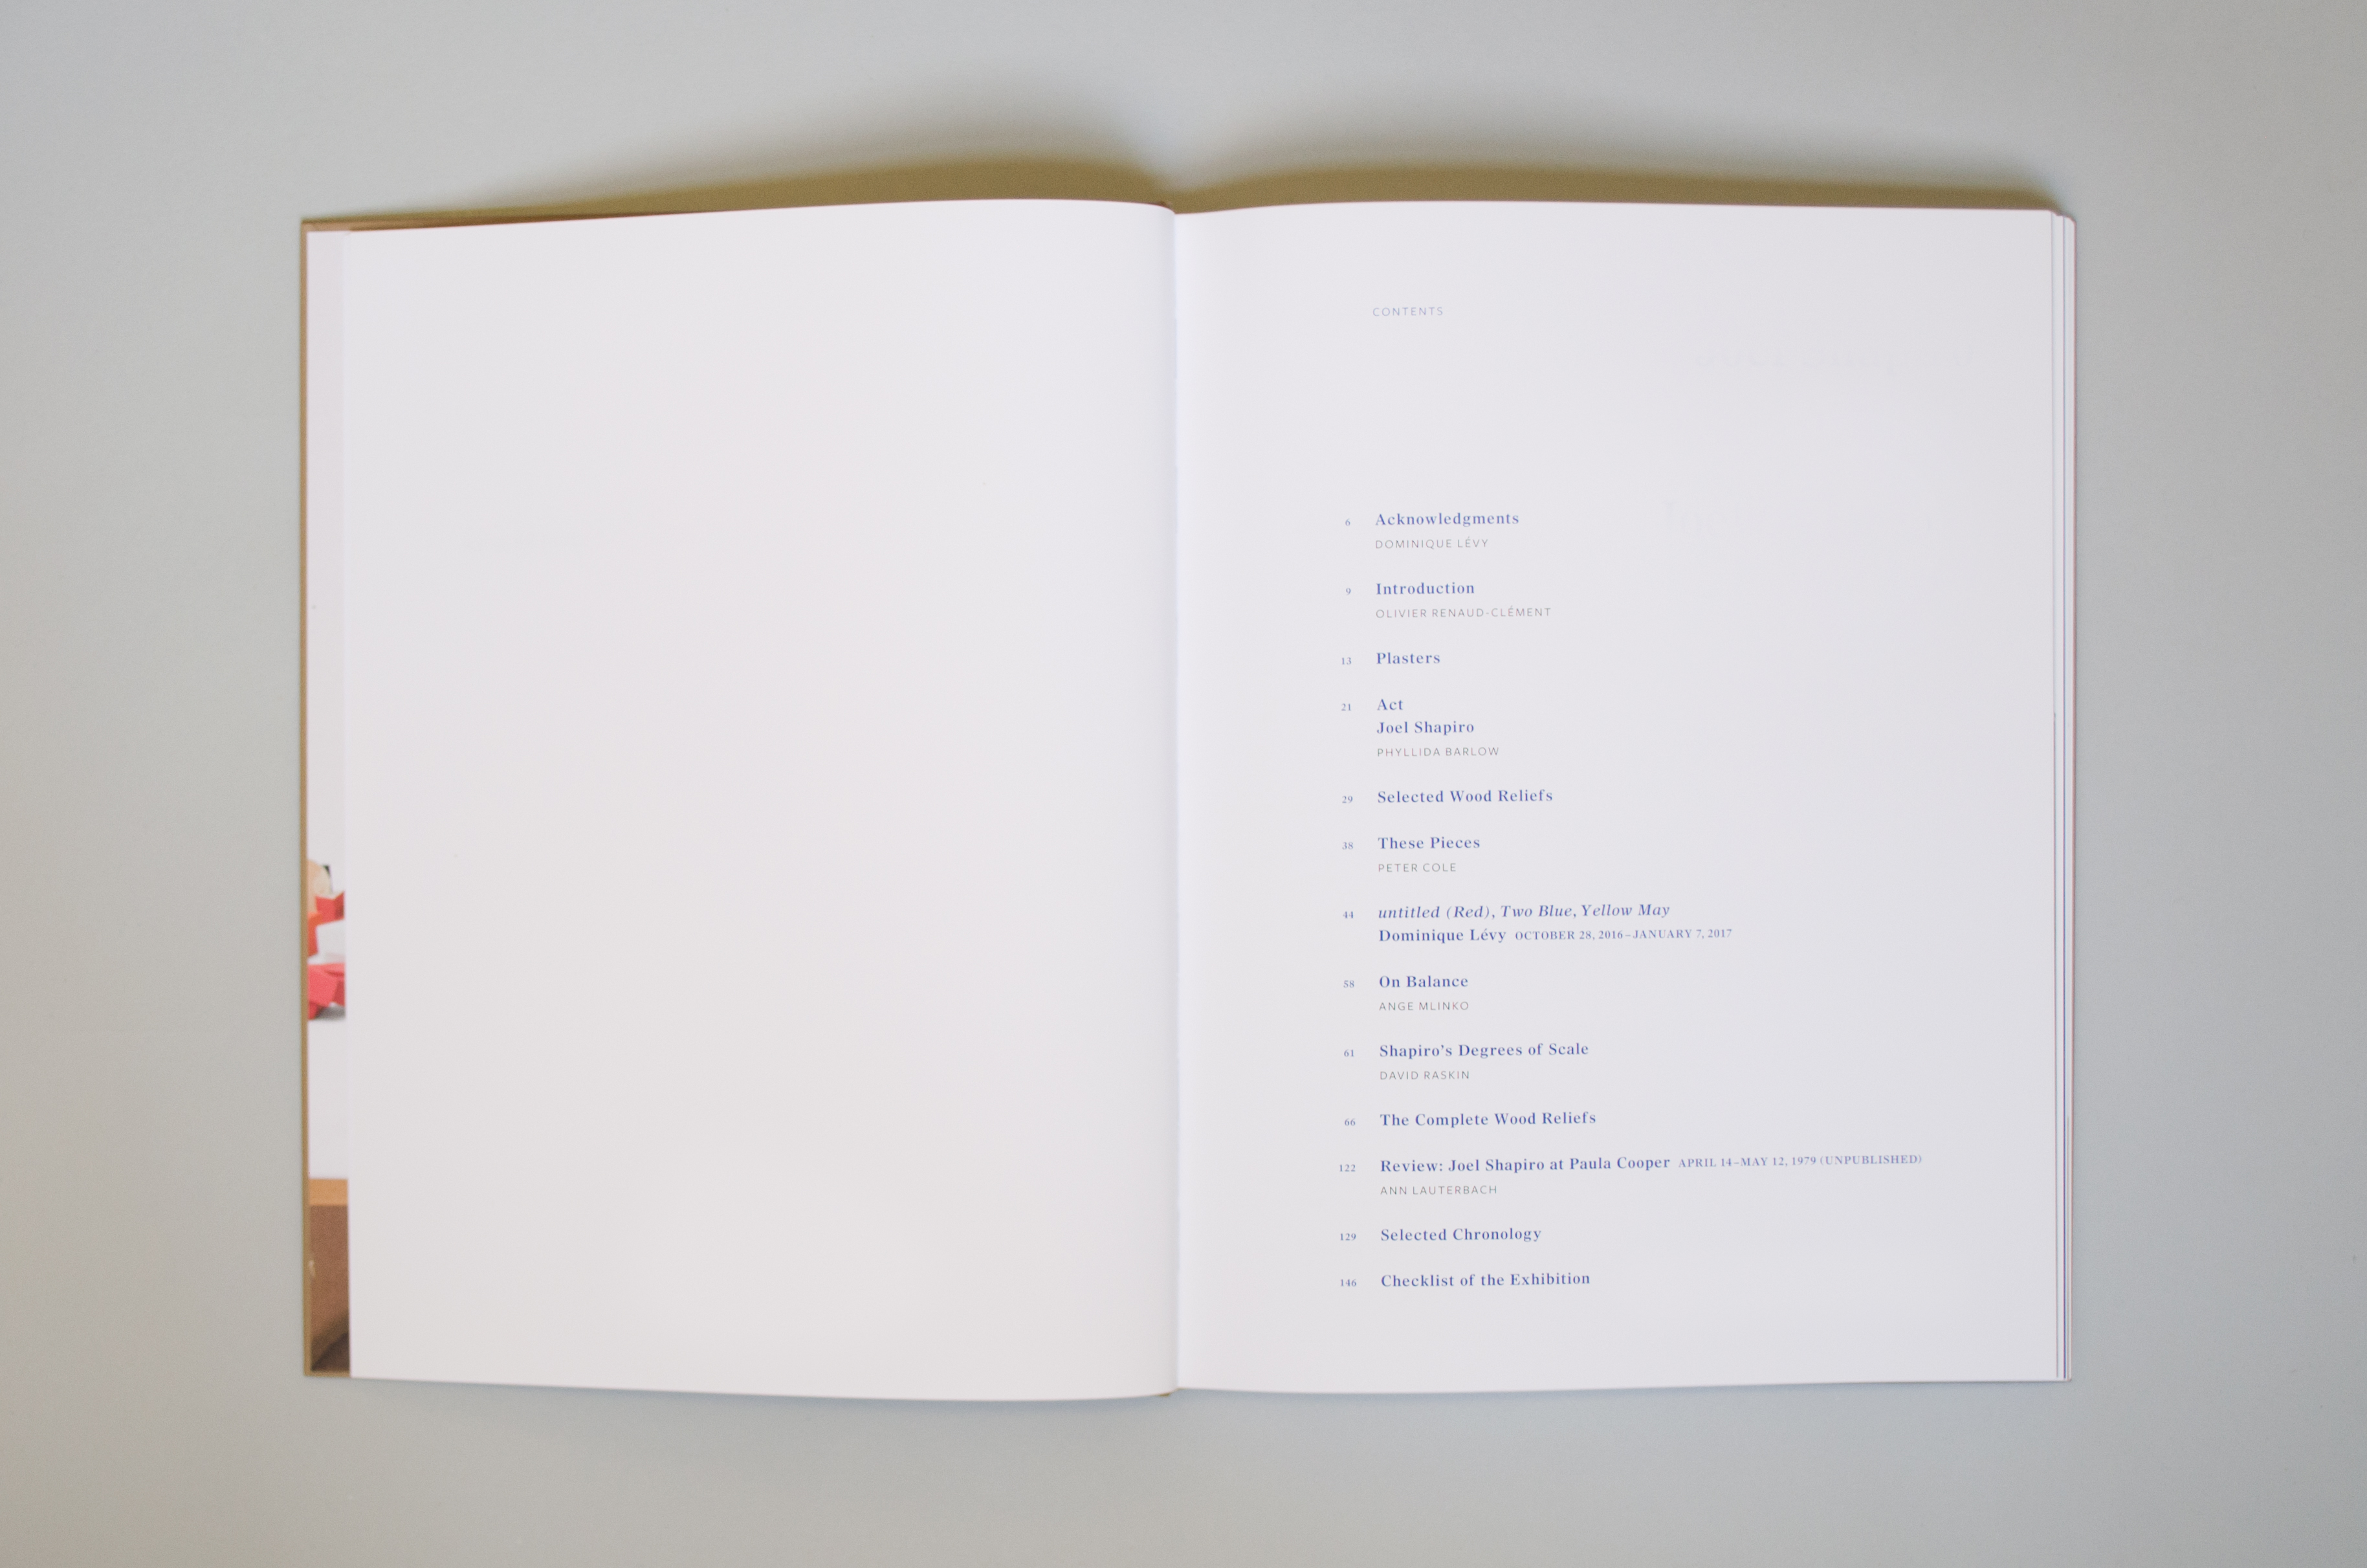 CONTENTS
6 Acknowledgments
DOMINIQUE LÉVY
9 Introduction
OLIVIER RENAUD-CLÉMENT
13 Plasters
21 Act
Joel Shapiro
PHYLLIDA BARLOW
29 Selected Wood Reliefs
38 These Pieces
PETER COLE
44 untitled (Red), Two Blue, Yellow May
Dominique Lévy OCTOBER 28, 2016–JANUARY 7, 2017
58 On Balance
ANGE MLINKO
61 Shapiro’s Degrees of Scale
DAVID RASKIN
66 The Complete Wood Reliefs
122 Review: Joel Shapiro at Paula Cooper APRIL 14–MAY 12, 1979 (UNPUBLISHED)
ANN LAUTERBACH
129 Selected Chronology
146 Checklist of the Exhibition